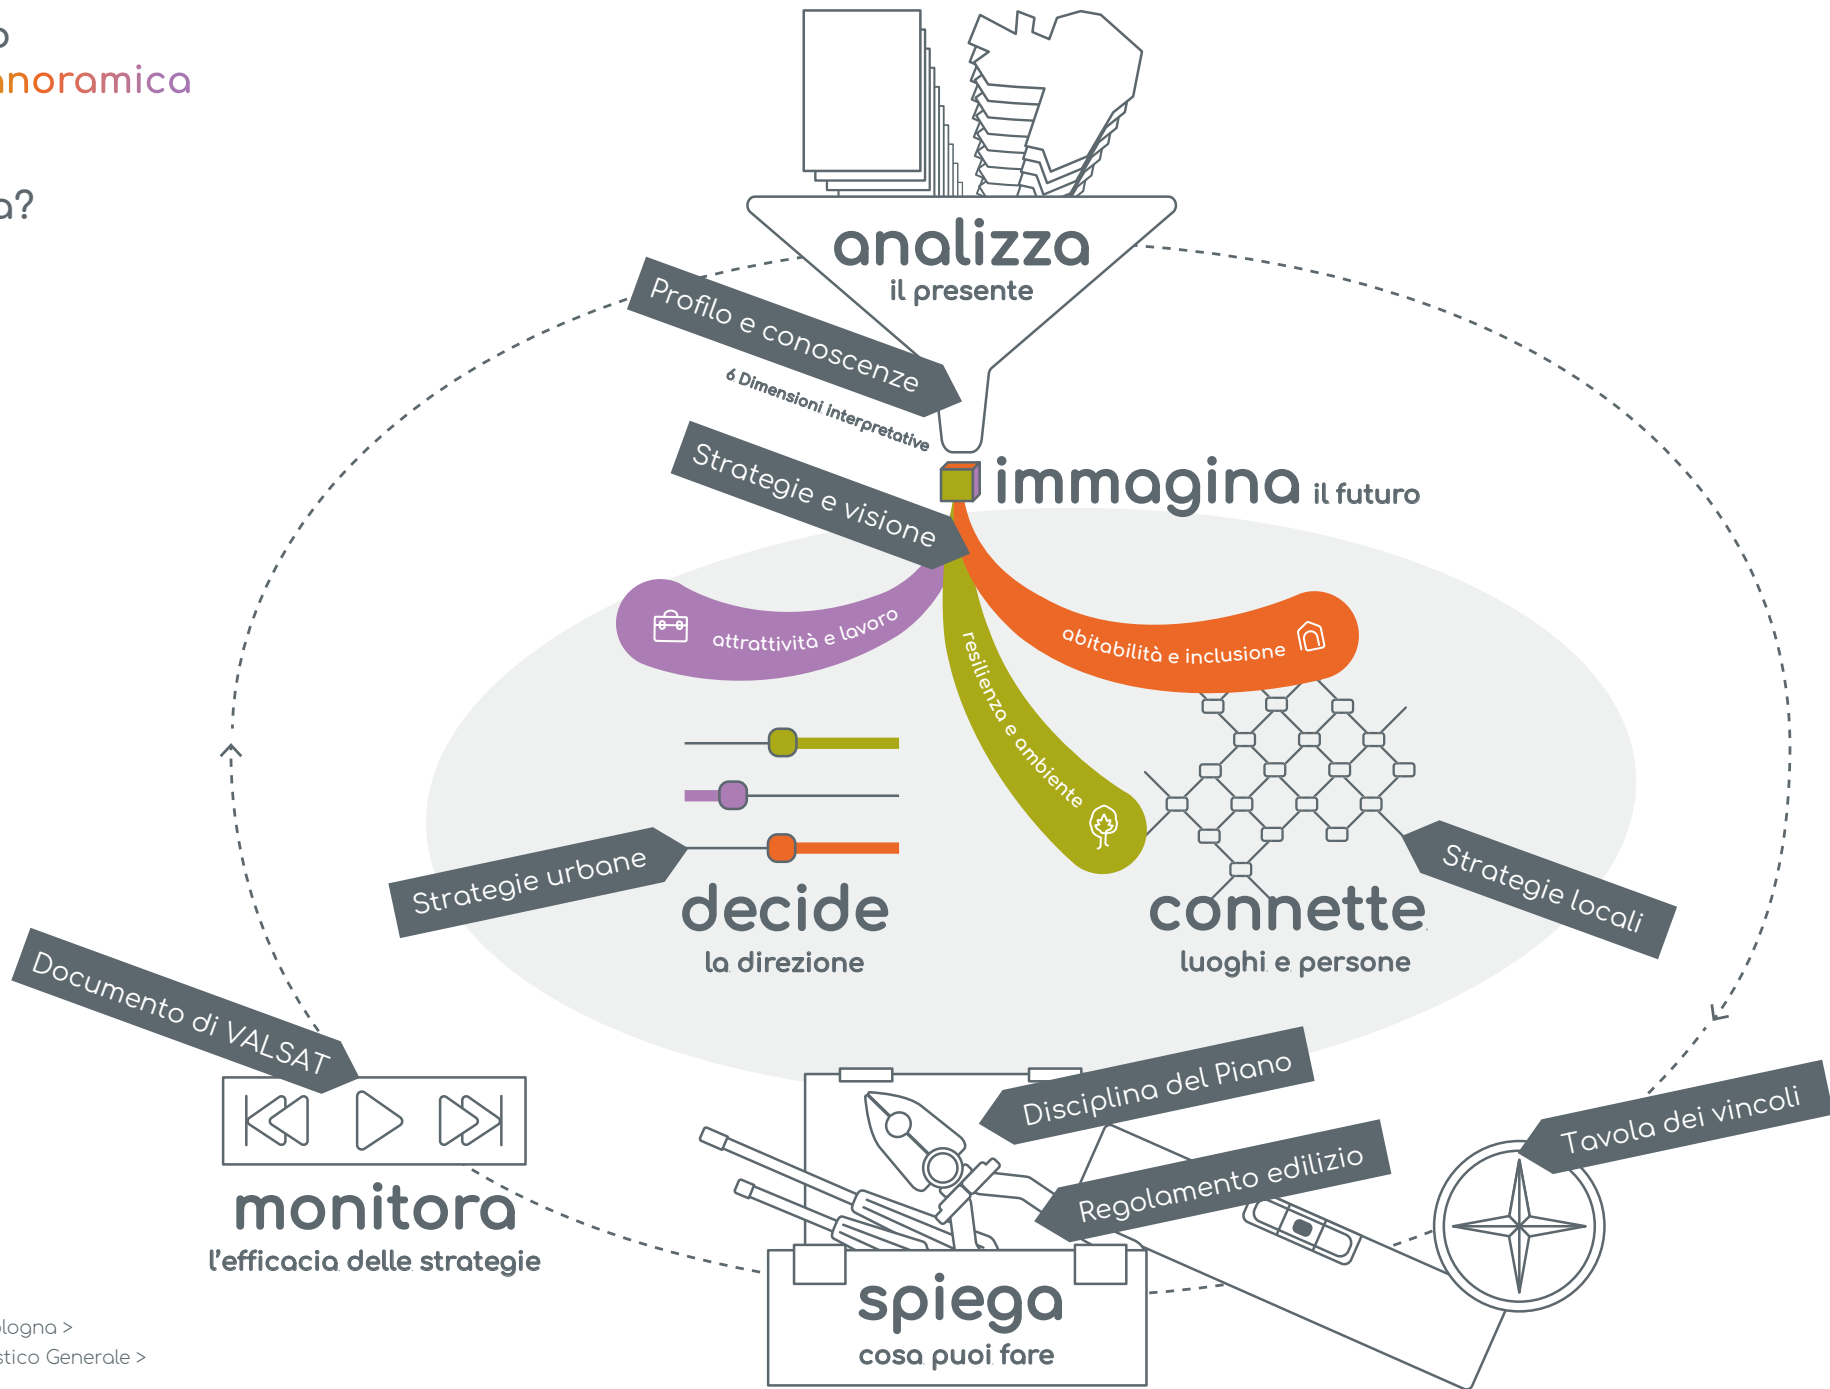 anoramica
a?
analizza
il presente
Profilo e conoscenze
6 Dimensioni interpretative
Strategie e visione
immagina il futuro
attrattività e lavoro
resilienza e ambiente
abitabilità e inclusione
Strategie urbane
decide
la direzione
connette
luoghi e persone
Strategie locali
Documento di VALSAT
monitora
l'efficacia delle strategie
Disciplina del Piano
Regolamento edilizio
Tavola dei vincoli
spiega
cosa puoi fare
ologna >
stico Generale >